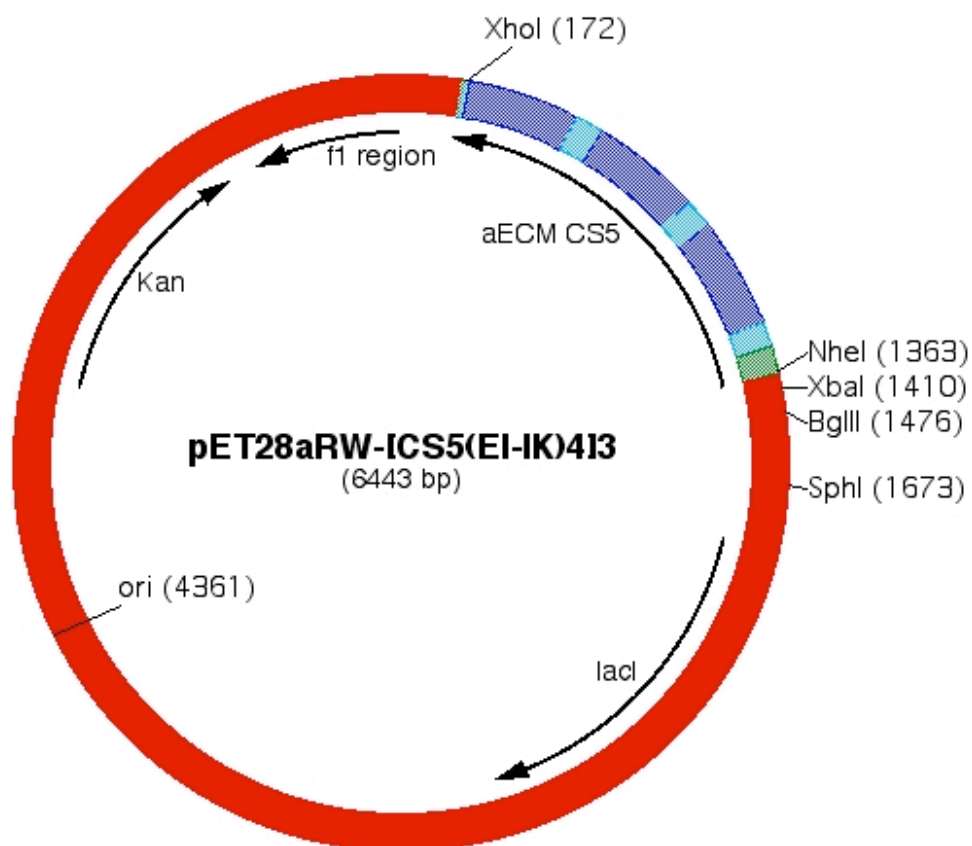 XhoI (172)
f1 region
aECM CS5
Kan
NheI (1363)
XbaI (1410)
BglII (1476)
pET28aRW-[CS5(EI-IK)4]3
(6443 bp)
SphI (1673)
ori (4361)
lacI